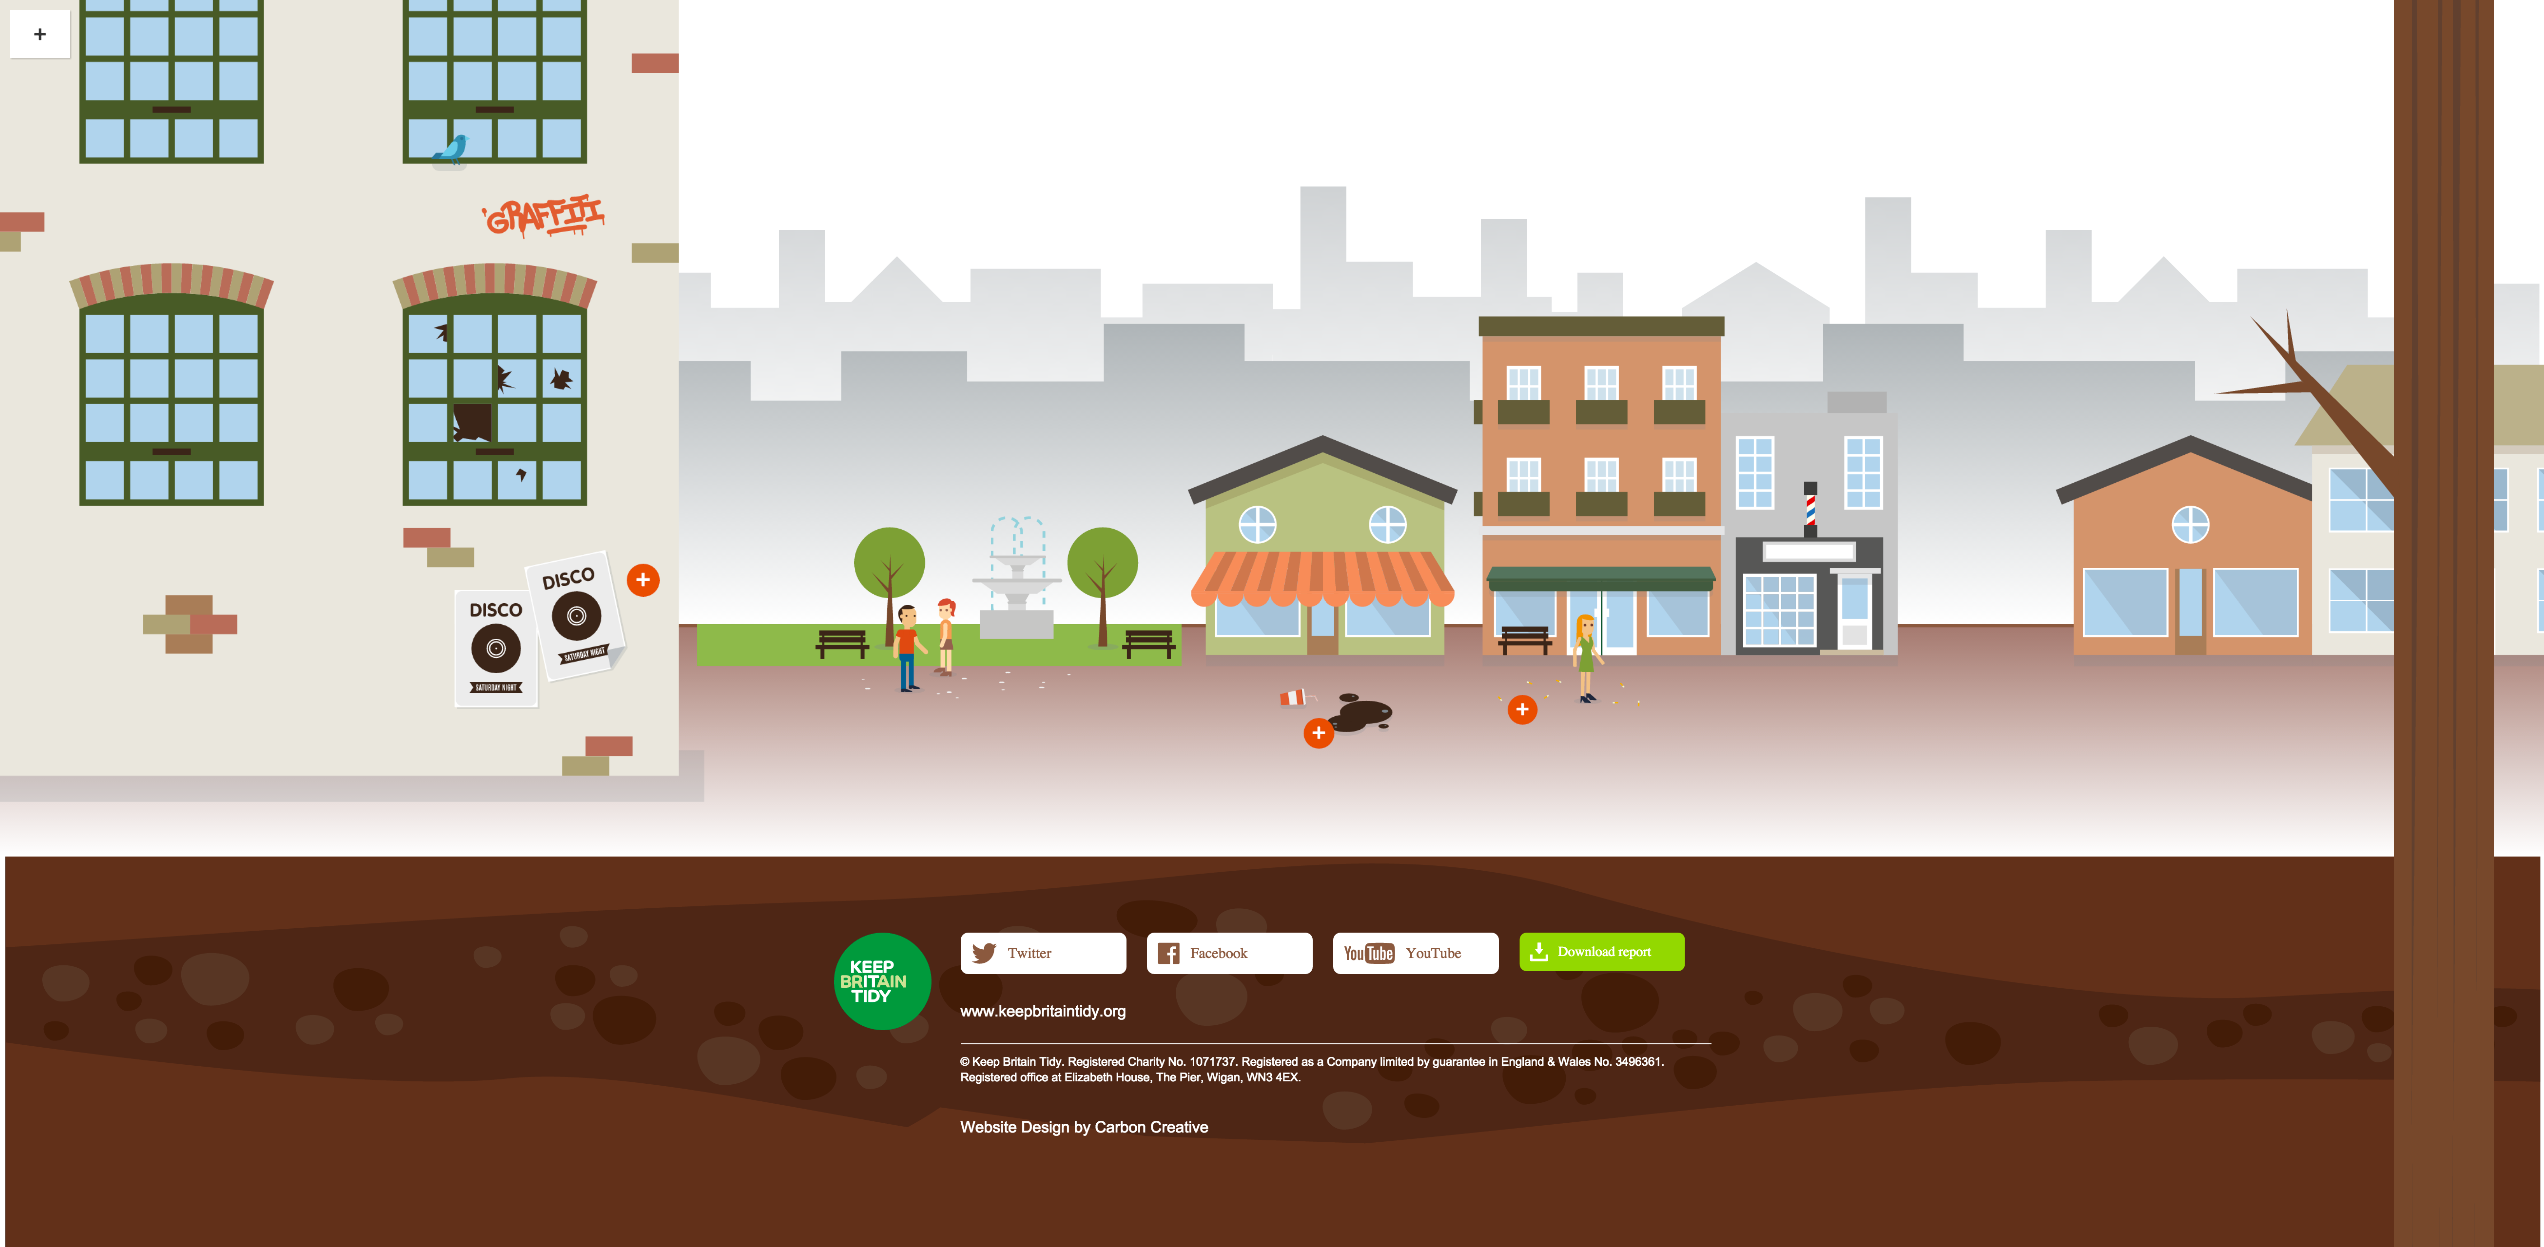 +
GRAFFITI
DISCO
SATURDAY NIGHT
DISCO
SATURDAY NIGHT
+
+
+
KEEP
BRITAIN
TIDY
Twitter
Facebook
You Tube YouTube
Download report
www.keepbritaintidy.org
© Keep Britain Tidy. Registered Charity No. 1071737. Registered as a Company limited by guarantee in England & Wales No. 3496361.
Registered office at Elizabeth House, The Pier, Wigan, WN3 4EX.
Website Design by Carbon Creative